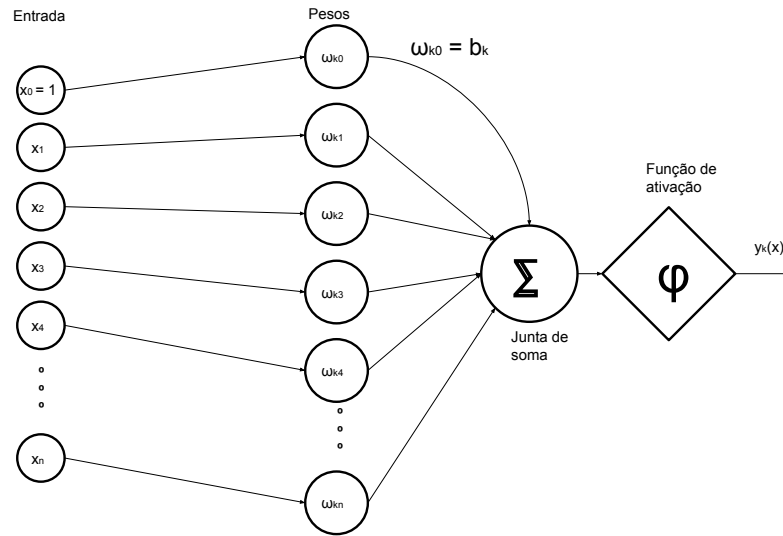 Entrada
Pesos
x₀ = 1
x₁
x₂
x₃
x₄
xₙ
ωₖ₀
ωₖ₁
ωₖ₂
ωₖ₃
ωₖ₄
ωₖₙ
ωₖ₀ = bₖ
Σ
Junta de
soma
Função de
ativação
φ
yₖ(x)